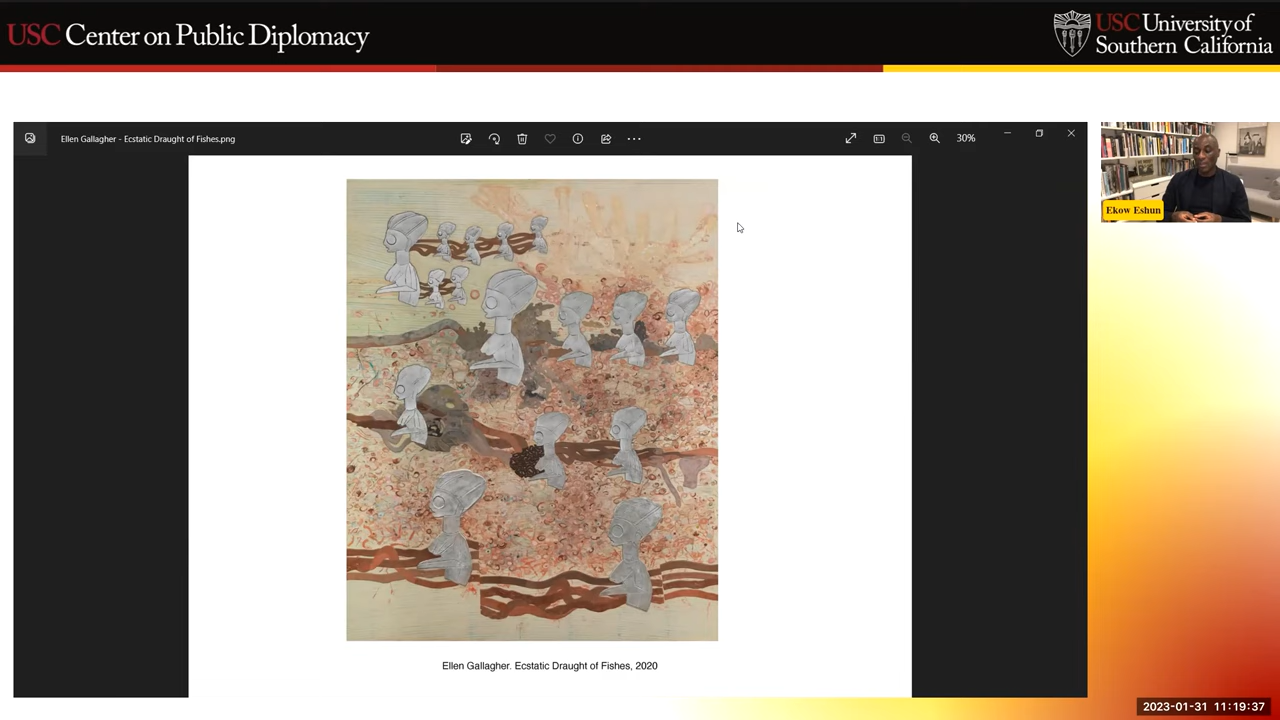 USC Center on Public Diplomacy
USC University of
Southern California
Ellen Gallagher - Ecstatic Draught of Fishes.png
30%
Ekow Eshun
Ellen Gallagher. Ecstatic Draught of Fishes, 2020
2023-01-31 11:19:37